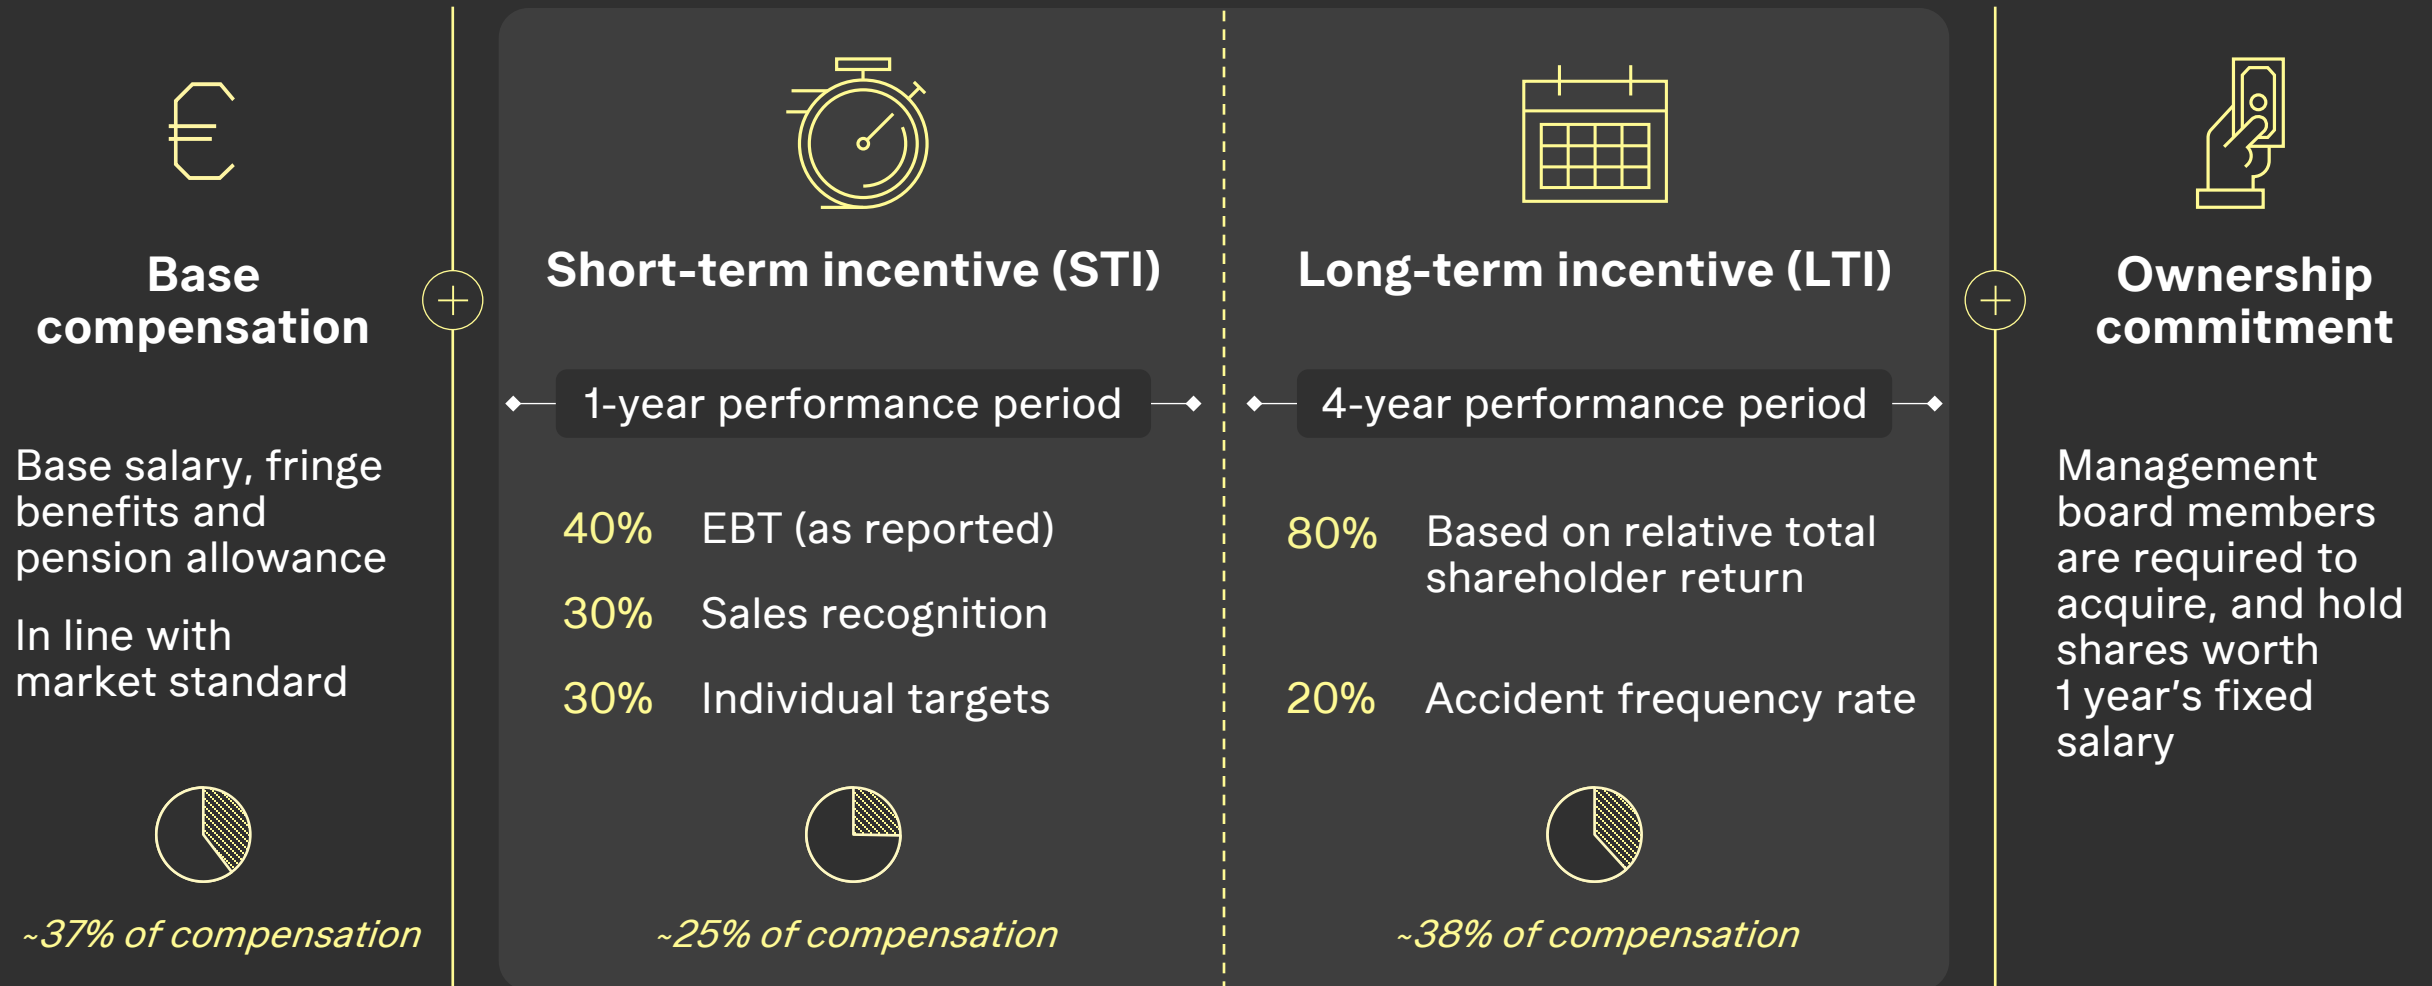 Base
compensation
Base salary, fringe
benefits and
pension allowance
In line with
market standard
~37% of compensation
Short-term incentive (STI)
1-year performance period
40% EBT (as reported)
30% Sales recognition
30% Individual targets
~25% of compensation
Long-term incentive (LTI)
4-year performance period
80% Based on relative total
shareholder return
20% Accident frequency rate
~38% of compensation
Ownership
commitment
Management
board members
are required to
acquire, and hold
shares worth
1 year’s fixed
salary